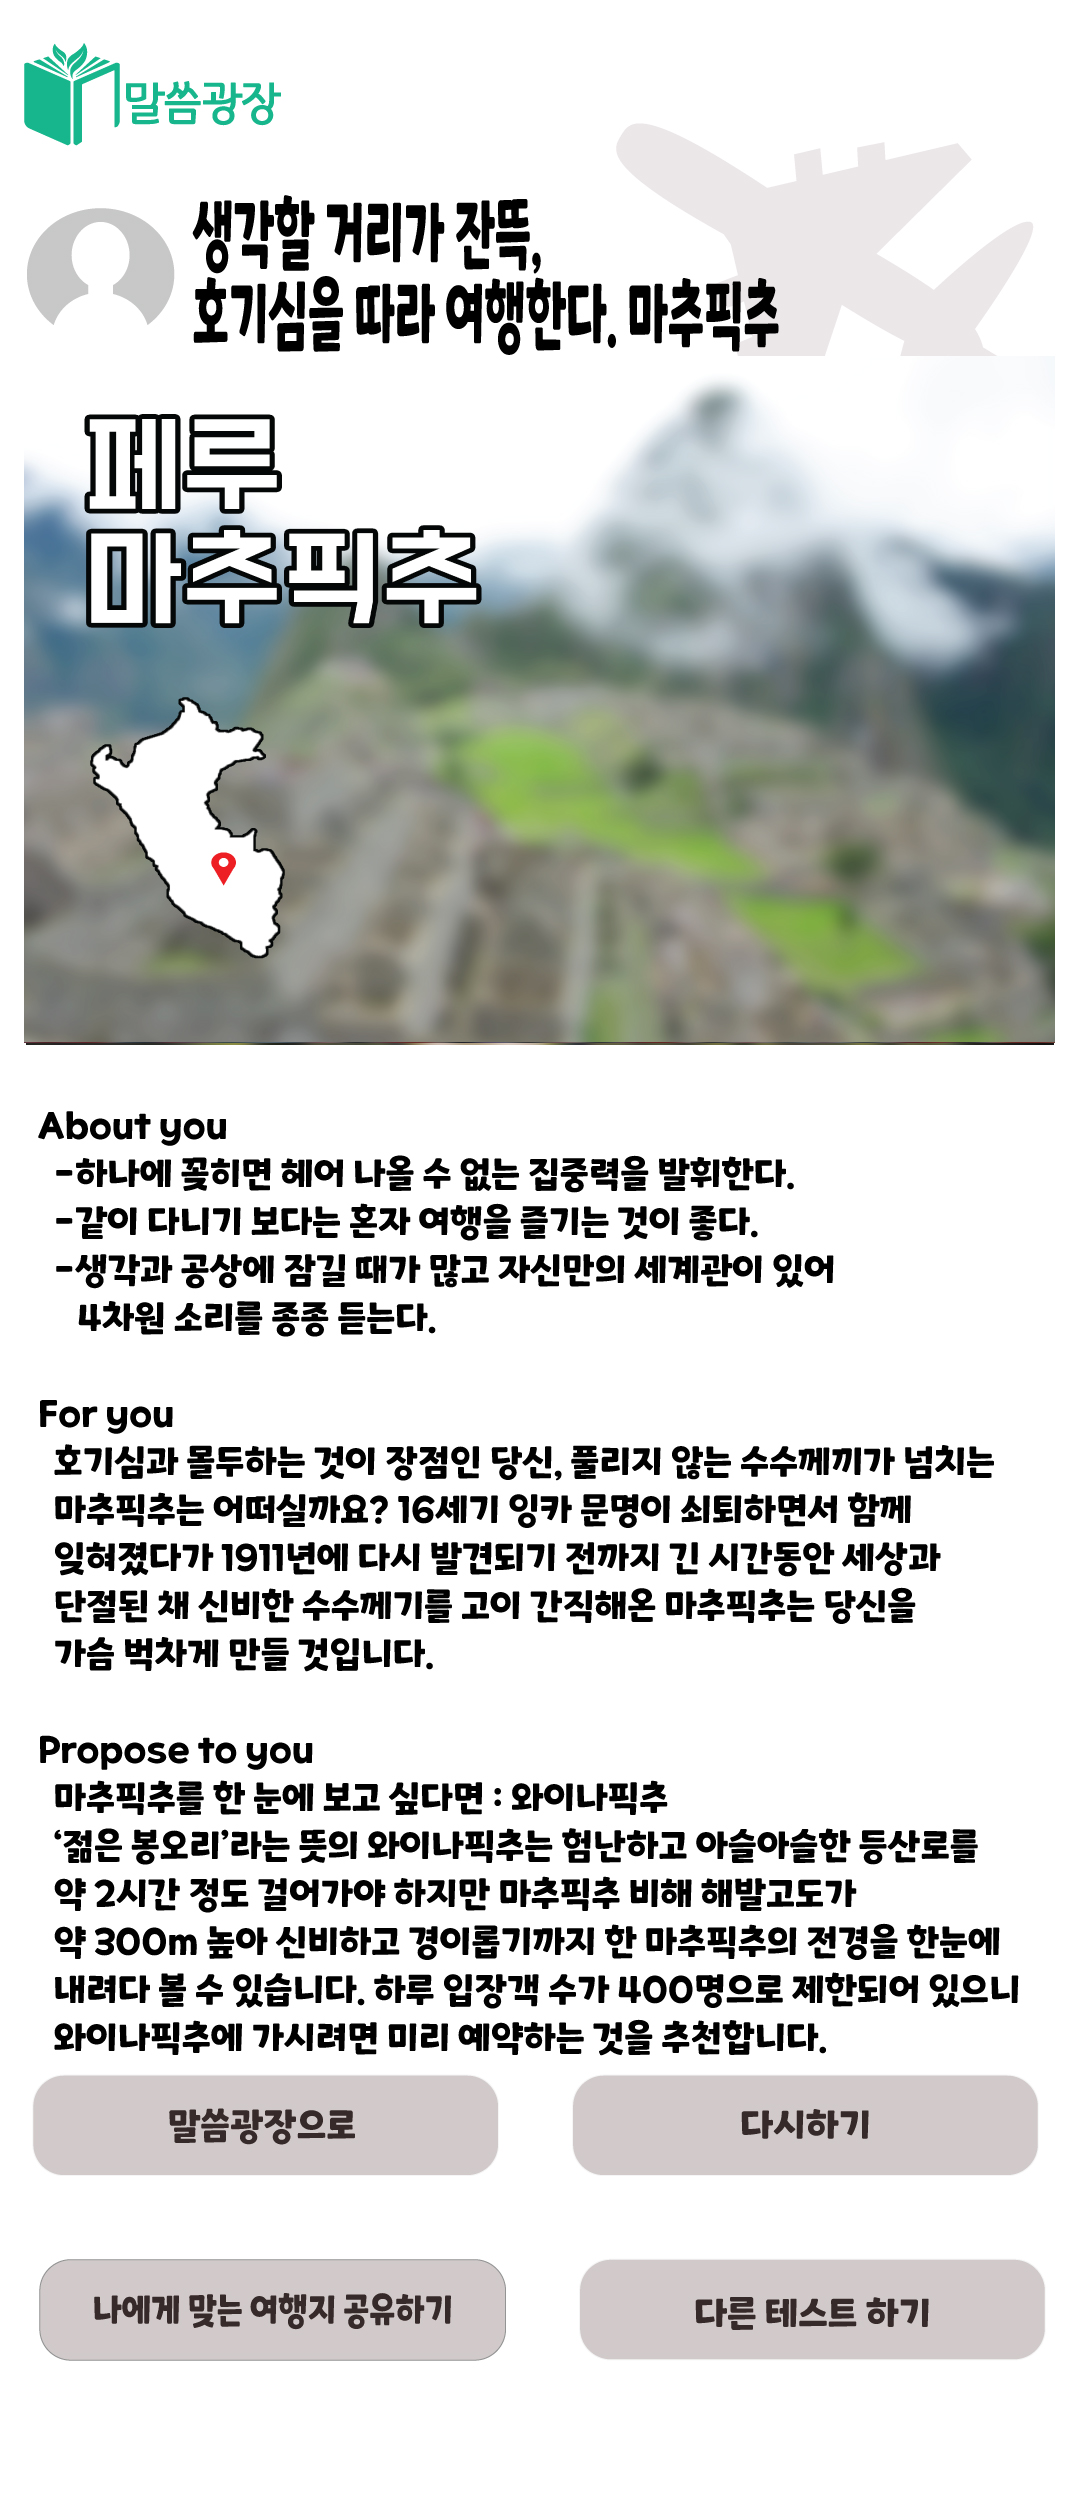 말씀광장
생각할 거리가 잔뜩,
호기심을 따라 여행한다. 마추픽추
페루
마추픽추
About you
-하나에 꽂히면 헤어 나올 수 없는 집중력을 발휘한다.
-같이 다니기 보다는 혼자 여행을 즐기는 것이 좋다.
-생각과 공상에 잠길 때가 많고 자신만의 세계관이 있어
4차원 소리를 종종 듣는다.
For you
호기심과 몰두하는 것이 장점인 당신, 풀리지 않는 수수께끼가 넘치는
마추픽추는 어떠실까요? 16세기 잉카 문명이 쇠퇴하면서 함께
잊혀졌다가 1911년에 다시 발견되기 전까지 긴 시간동안 세상과
단절된 채 신비한 수수께기를 고이 간직해온 마추픽추는 당신을
가슴 벅차게 만들 것입니다.
Propose to you
마추픽추를 한 눈에 보고 싶다면 : 와이나픽추
‘젊은 봉오리’라는 뜻의 와이나픽추는 험난하고 아슬아슬한 등산로를
약 2시간 정도 걸어가야 하지만 마추픽추 비해 해발고도가
약 300m 높아 신비하고 경이롭기까지 한 마추픽추의 전경을 한눈에
내려다 볼 수 있습니다. 하루 입장객 수가 400명으로 제한되어 있으니
와이나픽추에 가시려면 미리 예약하는 것을 추천합니다.
말씀광장으로
다시하기
나에게 맞는 여행지 공유하기
다른 테스트 하기